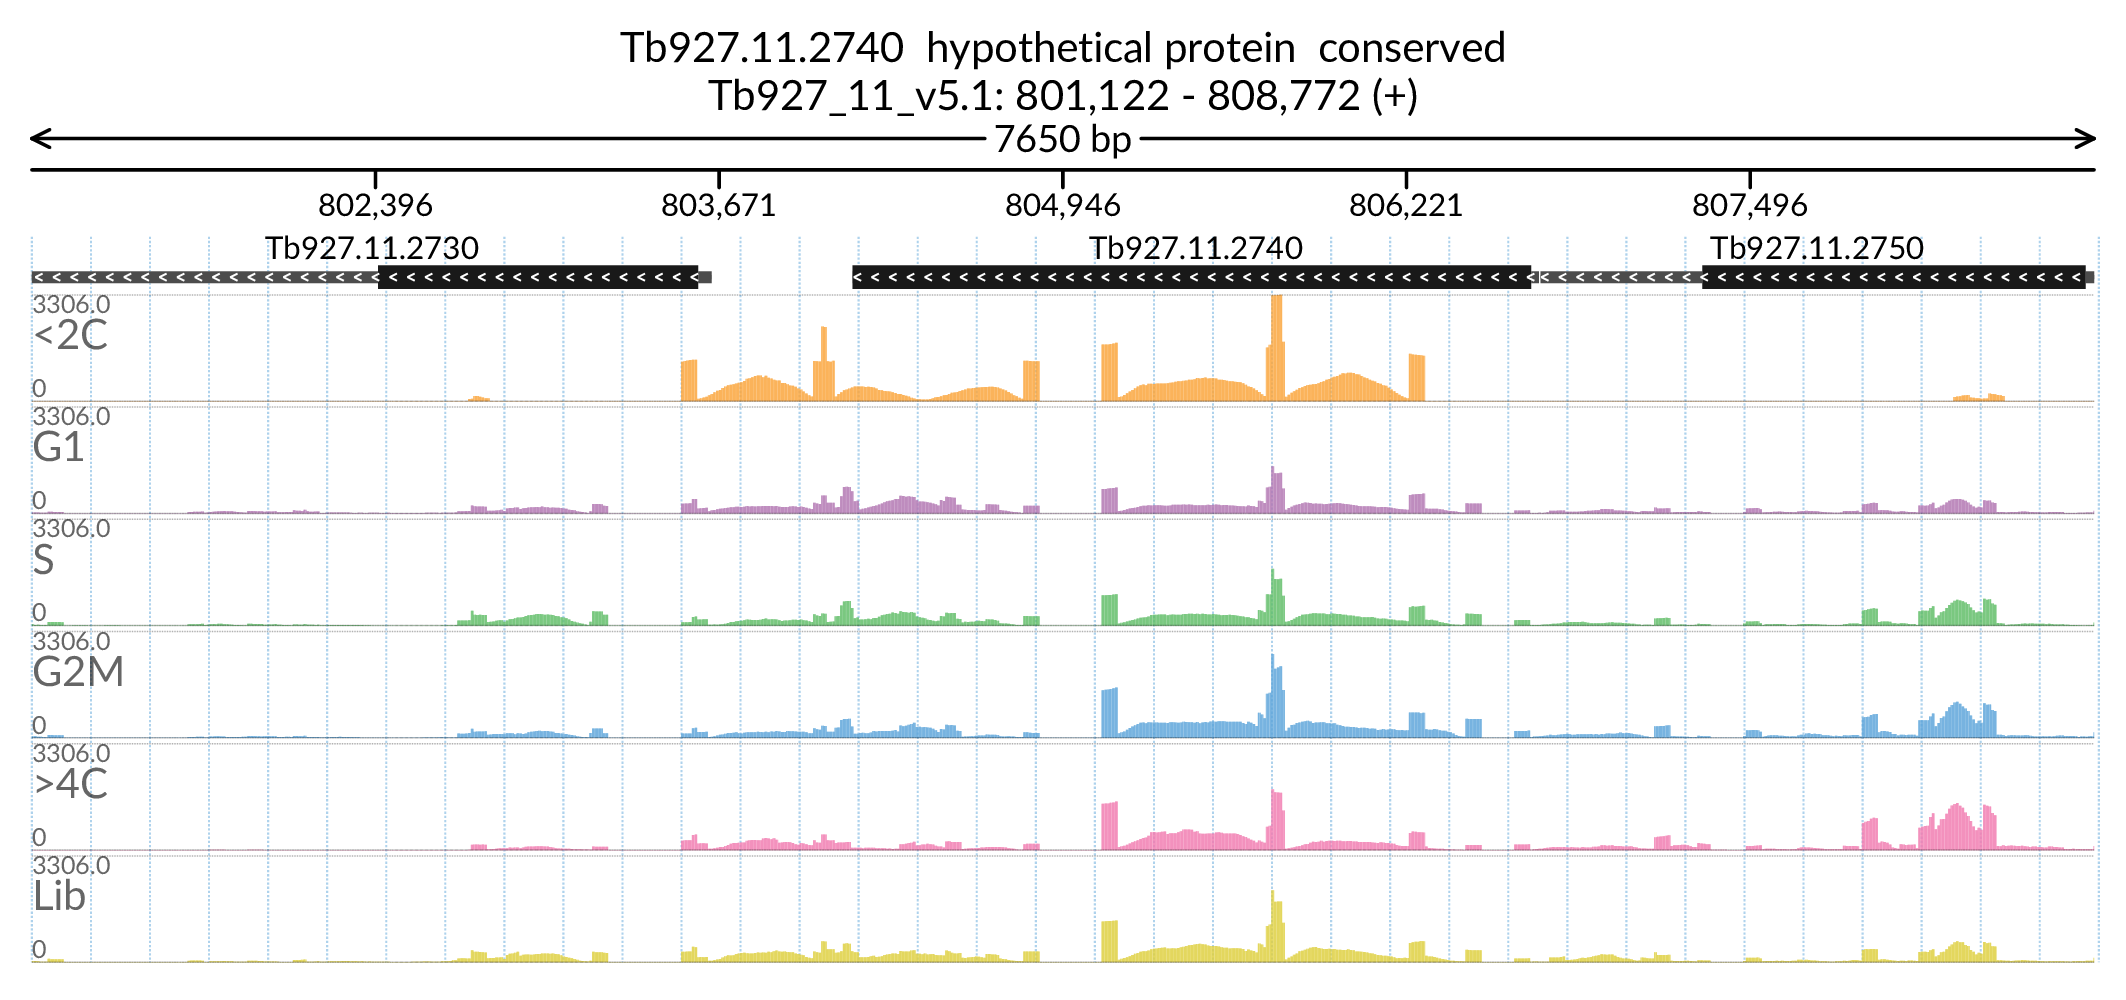 Tb927.11.2740  hypothetical protein  conserved
Tb927_11_v5.1: 801,122 - 808,772 (+)
7650 bp
802,396 803,671 804,946 806,221 807,496
Tb927.11.2730 Tb927.11.2740 Tb927.11.2750
3306.0
<2C
0
3306.0
G1
0
3306.0
S
0
3306.0
G2M
0
3306.0
>4C
0
3306.0
Lib
0